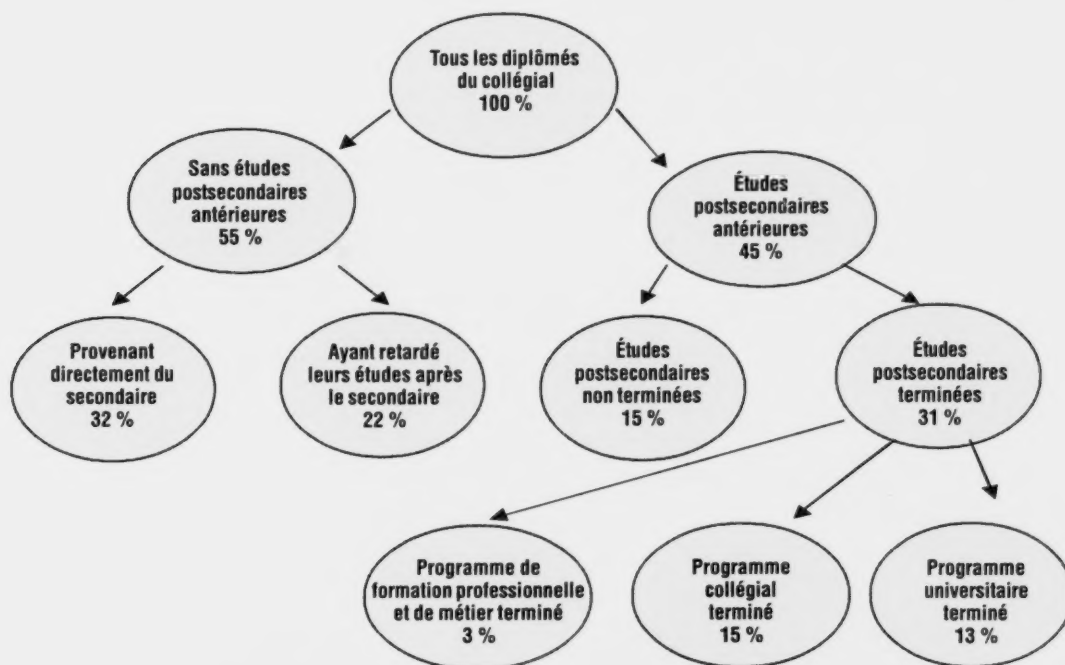 Tous les diplômés
du collégial
100 %
Sans études
postsecondaires
antérieures
55 %
Études
postsecondaires
antérieures
45 %
Provenant
directement du
secondaire
32 %
Ayant retardé
leurs études après
le secondaire
22 %
Études
postsecondaires
non terminées
15 %
Études
postsecondaires
terminées
31 %
Programme de
formation professionnelle
et de métier terminé
3 %
Programme
collégial
terminé
15 %
Programme
universitaire
terminé
13 %